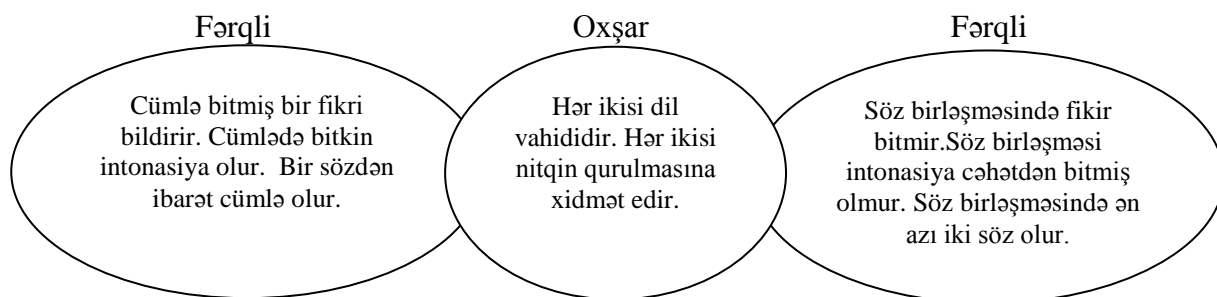 Fərqli
Oxşar
Fərqli
Cümlə bitmiş bir fikri
bildirir. Cümlədə bitkin
intonasiya olur. Bir sözdən
ibarət cümlə olur.
Hər ikisi dil
vahididir. Hər ikisi
nitqin qurulmasına
xidmət edir.
Söz birləşməsində fikir
bitmir.Söz birləşməsi
intonasiya cəhətdən bitmiş
olmur. Söz birləşməsində ən
azı iki söz olur.